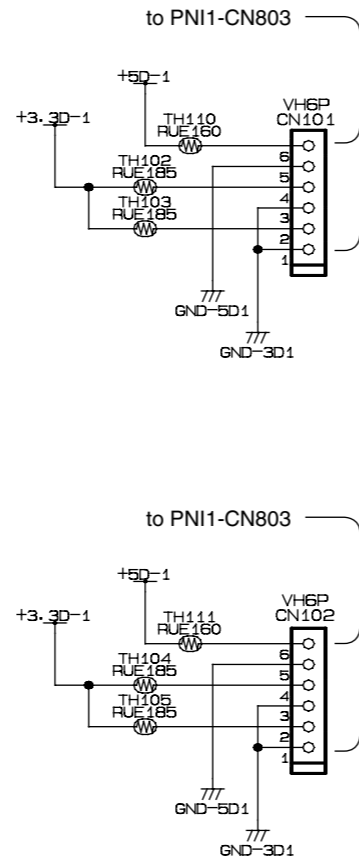 to PNI1-CN803
+5D-1
VH6P
CN101
+3.3D-1
TH110
RUE160
6
TH102
RUE185
5
4
TH103
RUE185
3
2
1
GND-5D1
GND-3D1
to PNI1-CN803
+5D-1
VH6P
CN102
+3.3D-1
TH111
RUE160
6
TH104
RUE185
5
4
TH105
RUE185
3
2
1
GND-5D1
GND-3D1